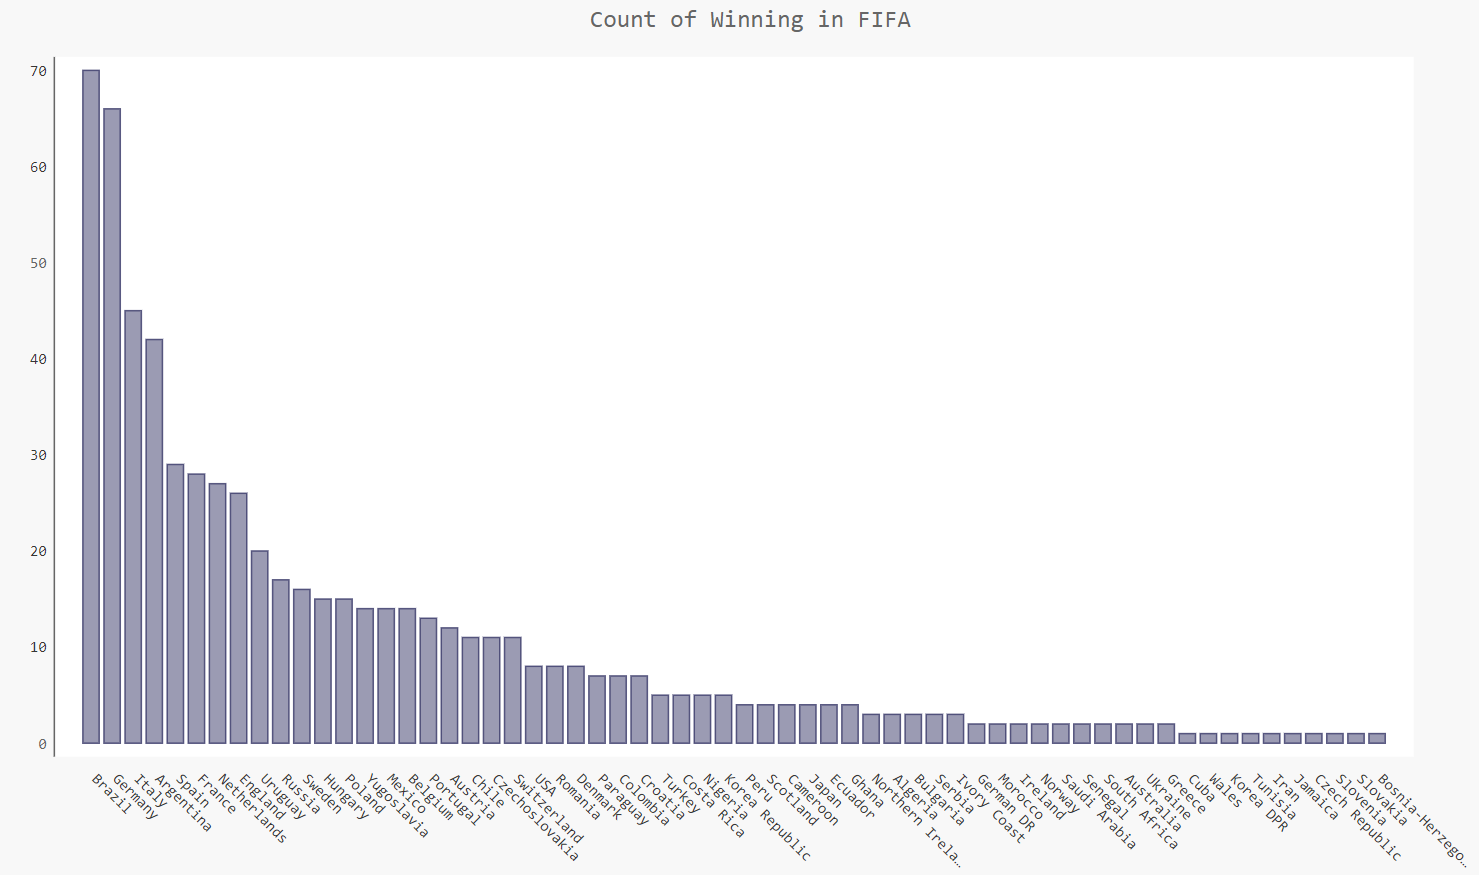 Count of Winning in FIFA
70
60
50
40
30
20
10
0
Brazil
Germany
Italy
Argentina
Spain
France
Netherlands
England
Uruguay
Russia
Sweden
Hungary
Poland
Yugoslavia
Mexico
Belgium
Portugal
Austria
Chile
Czechoslovakia
Switzerland
USA
Romania
Denmark
Paraguay
Colombia
Croatia
Turkey
Costa Rica
Nigeria
Korea Republic
Peru
Scotland
Cameroon
Japan
Ecuador
Ghana
Northern Irela…
Algeria
Bulgaria
Serbia
Ivory Coast
German DR
Morocco
Ireland
Norway
Saudi Arabia
Senegal
South Africa
Australia
Ukraine
Greece
Cuba
Wales
Korea DPR
Tunisia
Iran
Jamaica
Czech Republic
Slovenia
Slovakia
Bosnia-Herzego…